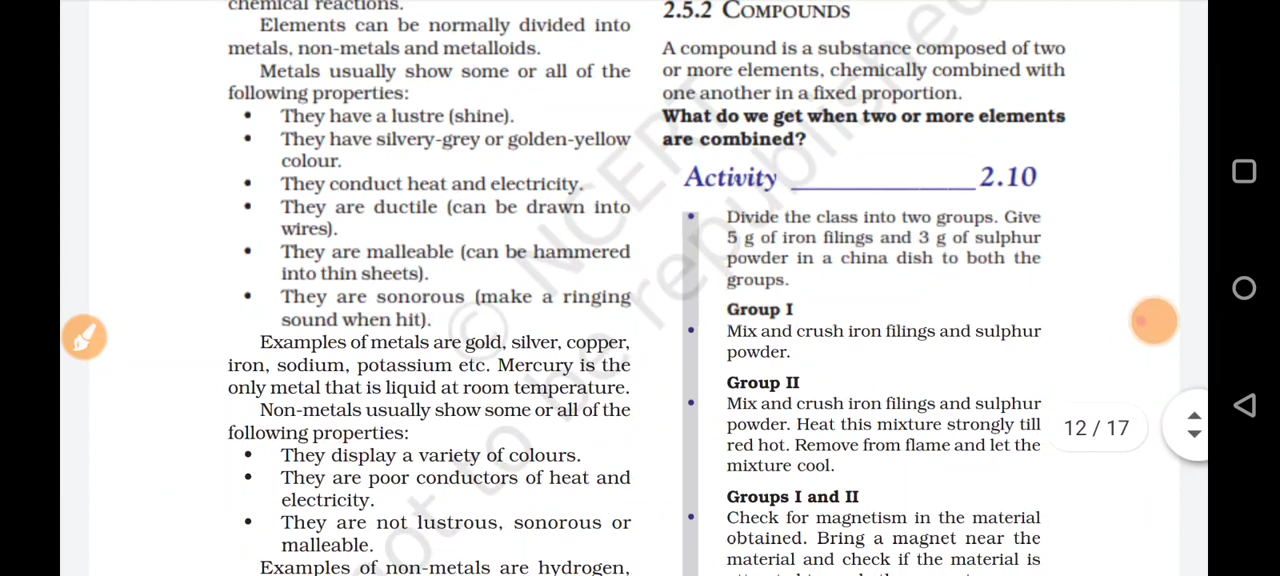 chemical reactions.
Elements can be normally divided into
metals, non-metals and metalloids.
Metals usually show some or all of the
following properties:
• They have a lustre (shine).
• They have silvery-grey or golden-yellow
colour.
• They conduct heat and electricity.
• They are ductile (can be drawn into
wires).
• They are malleable (can be hammered
into thin sheets).
• They are sonorous (make a ringing
sound when hit).
Examples of metals are gold, silver, copper,
iron, sodium, potassium etc. Mercury is the
only metal that is liquid at room temperature.
Non-metals usually show some or all of the
following properties:
• They display a variety of colours.
• They are poor conductors of heat and
electricity.
• They are not lustrous, sonorous or
malleable.
Examples of non-metals are hydrogen,
2.5.2 COMPOUNDS
A compound is a substance composed of two
or more elements, chemically combined with
one another in a fixed proportion.
What do we get when two or more elements
are combined?
Activity ______________ 2.10
• Divide the class into two groups. Give
5 g of iron filings and 3 g of sulphur
powder in a china dish to both the
groups.
Group I
• Mix and crush iron filings and sulphur
powder.
Group II
• Mix and crush iron filings and sulphur
powder. Heat this mixture strongly till
red hot. Remove from flame and let the
mixture cool.
Groups I and II
• Check for magnetism in the material
obtained. Bring a magnet near the
material and check if the material is
12 / 17
© NCERT
not to be republished